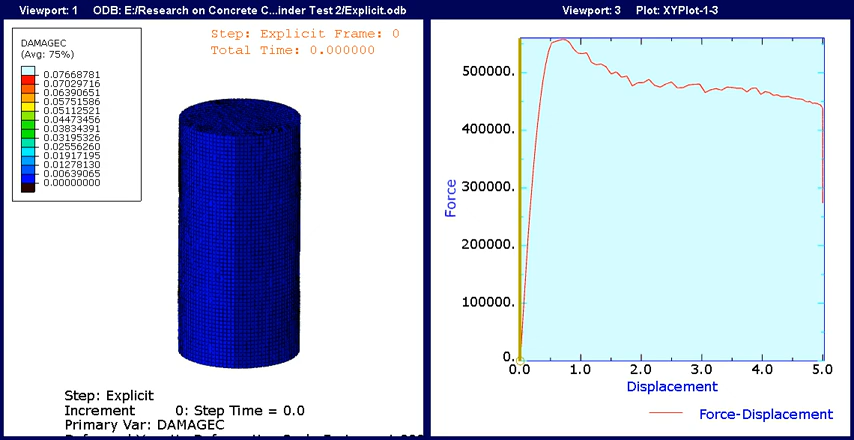 Viewport: 1 ODB: E:/Research on Concrete C...inder Test 2/Explicit.odb
DAMAGEC
(Avg: 75%)
0.07668781
0.07029716
0.06390651
0.05751586
0.05112521
0.04473456
0.03834391
0.03195326
0.02556260
0.01917195
0.01278130
0.00639065
0.00000000
Step: Explicit Frame: 0
Total Time: 0.000000
Step: Explicit
Increment 0: Step Time = 0.0
Primary Var: DAMAGEC
Viewport: 3 Plot: XYPlot-1-3
500000.
400000.
300000.
200000.
100000.
0.
Force
0.0 1.0 2.0 3.0 4.0 5.0
Displacement
Force-Displacement